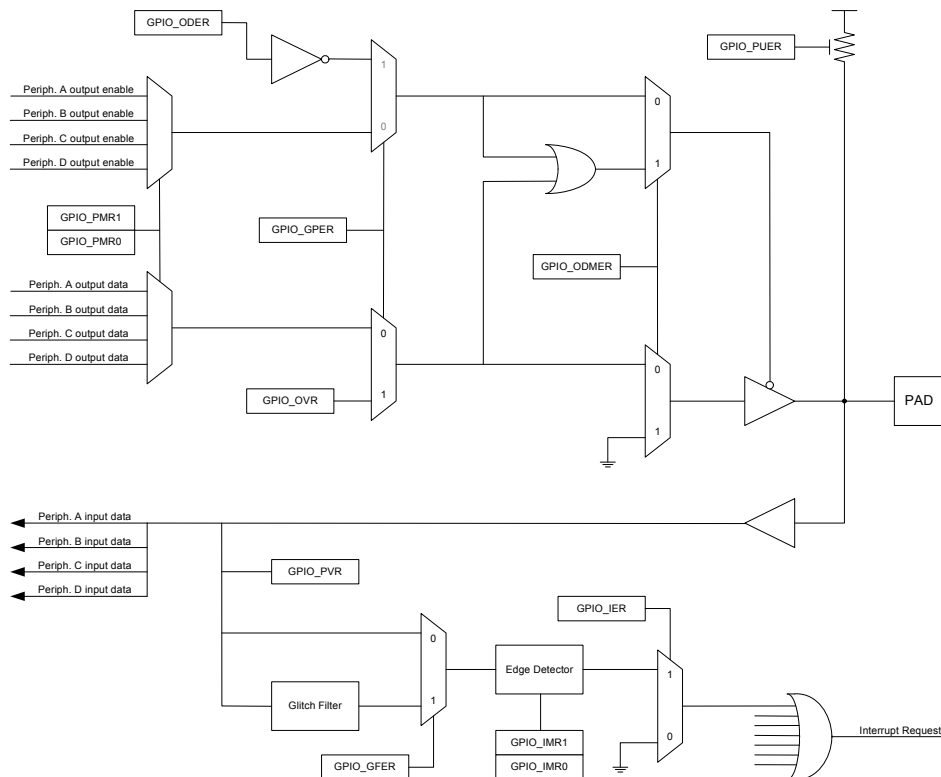 GPIO_ODER
GPIO_PUER
1
0
Periph. A output enable
Periph. B output enable
Periph. C output enable
Periph. D output enable
0
1
GPIO_PMR1
GPIO_PMR0
GPIO_GPER
GPIO_ODMER
Periph. A output data
Periph. B output data
Periph. C output data
Periph. D output data
0
1
GPIO_OVR
0
1
PAD
Periph. A input data
Periph. B input data
Periph. C input data
Periph. D input data
GPIO_PVR
GPIO_IER
0
1
Glitch Filter
GPIO_GFER
Edge Detector
GPIO_IMR1
GPIO_IMR0
1
0
Interrupt Request